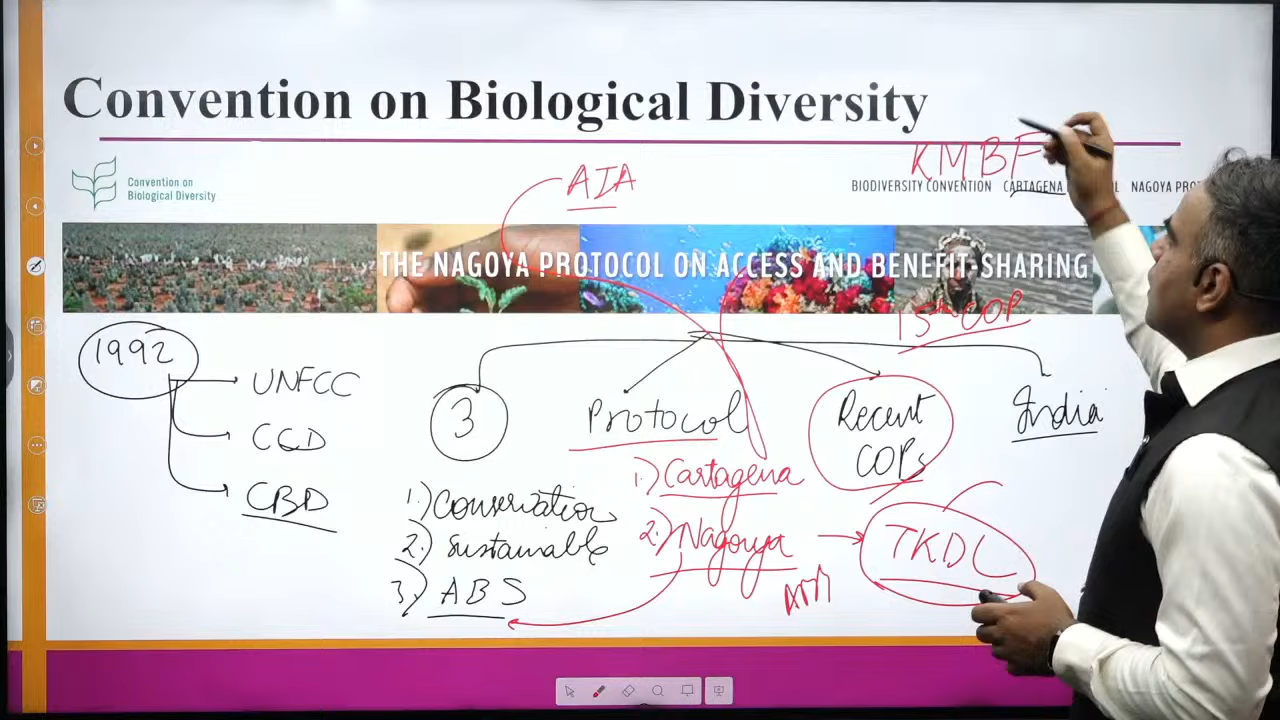 Convention on Biological Diversity
KMBF
Convention on
Biological Diversity
AIA
BIODIVERSITY CONVENTION CARTAGENA L NAGOYA PRO
THE NAGOYA PROTOCOL ON ACCESS AND BENEFIT-SHARING
15th COP
1992
UNFCC
CCD
CBD
3
1.) Conservation
2.) Sustainable
3.) ABS
Protocol
1.) Cartagena
2.) Nagoya
Recent
COPs
TKDL
India